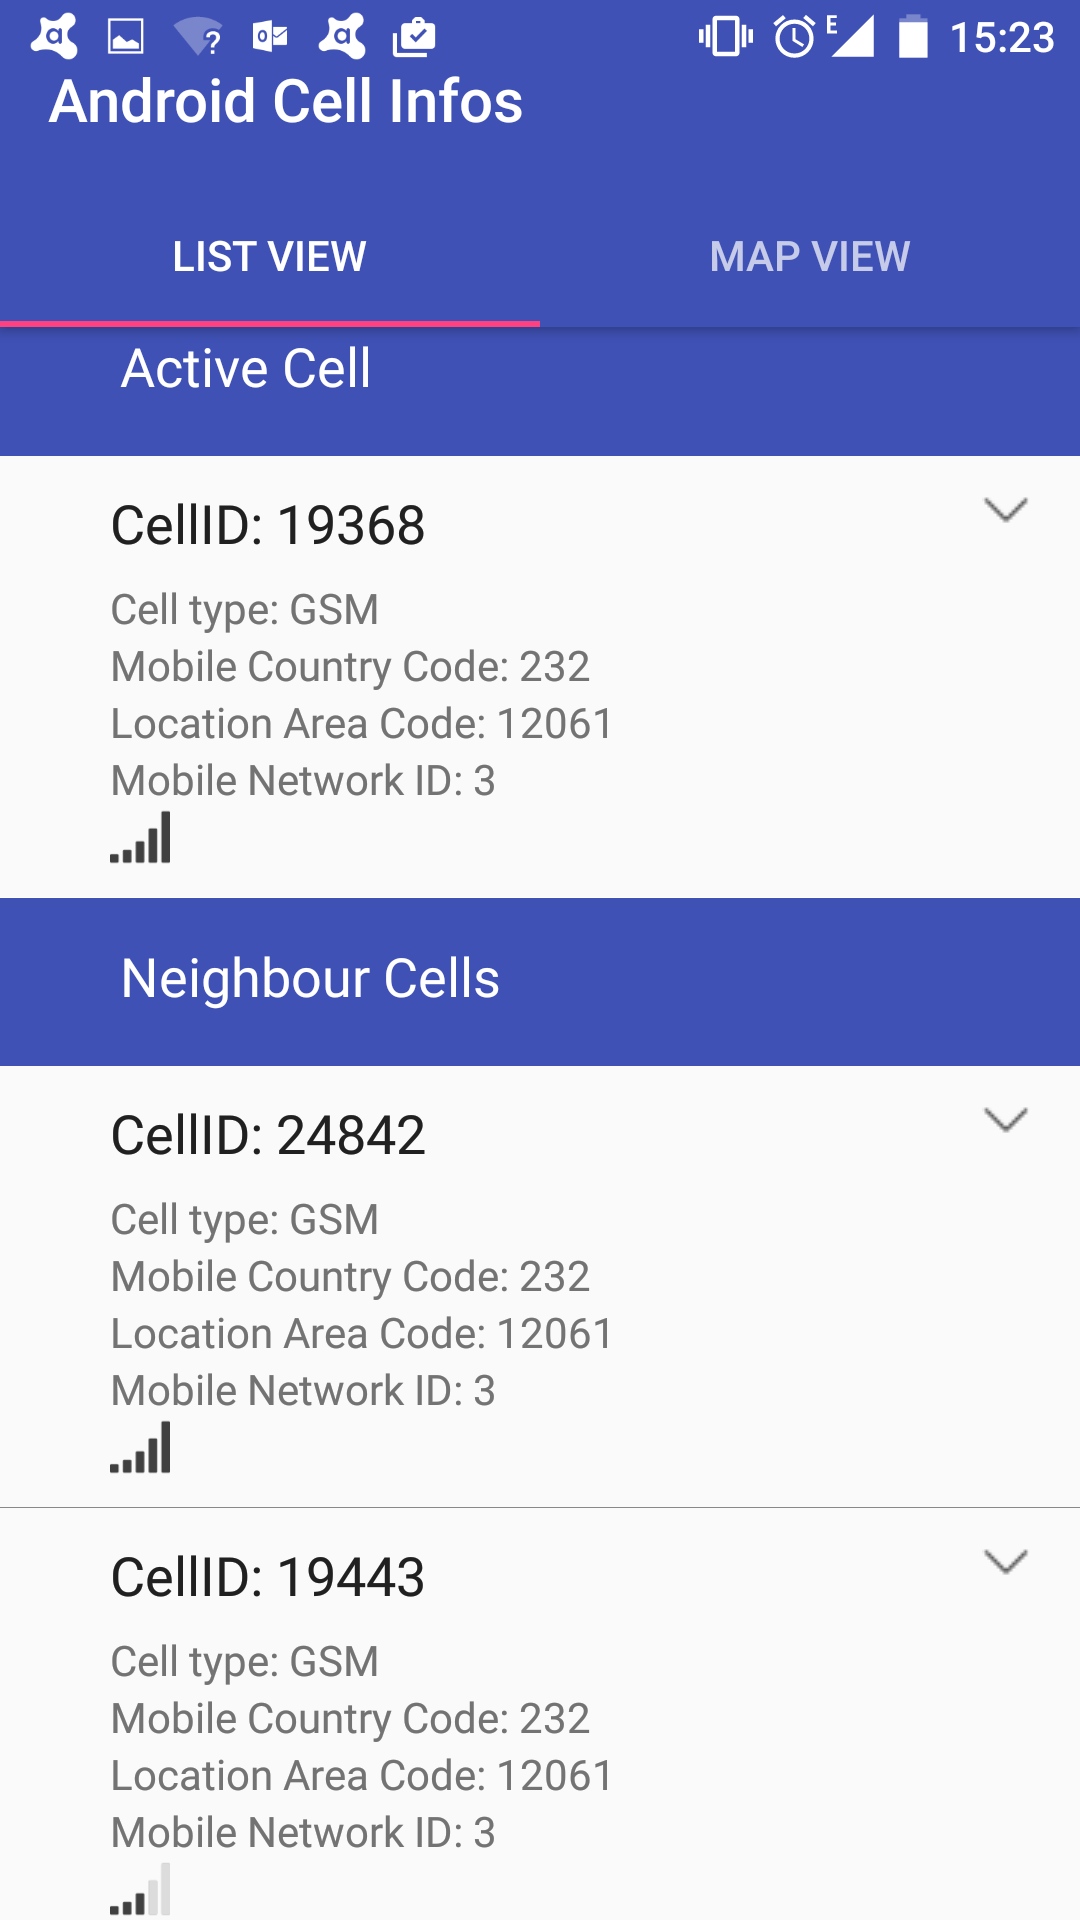 E 15:23
Android Cell Infos
LIST VIEW MAP VIEW
Active Cell
CellID: 19368
Cell type: GSM
Mobile Country Code: 232
Location Area Code: 12061
Mobile Network ID: 3
Neighbour Cells
CellID: 24842
Cell type: GSM
Mobile Country Code: 232
Location Area Code: 12061
Mobile Network ID: 3
CellID: 19443
Cell type: GSM
Mobile Country Code: 232
Location Area Code: 12061
Mobile Network ID: 3